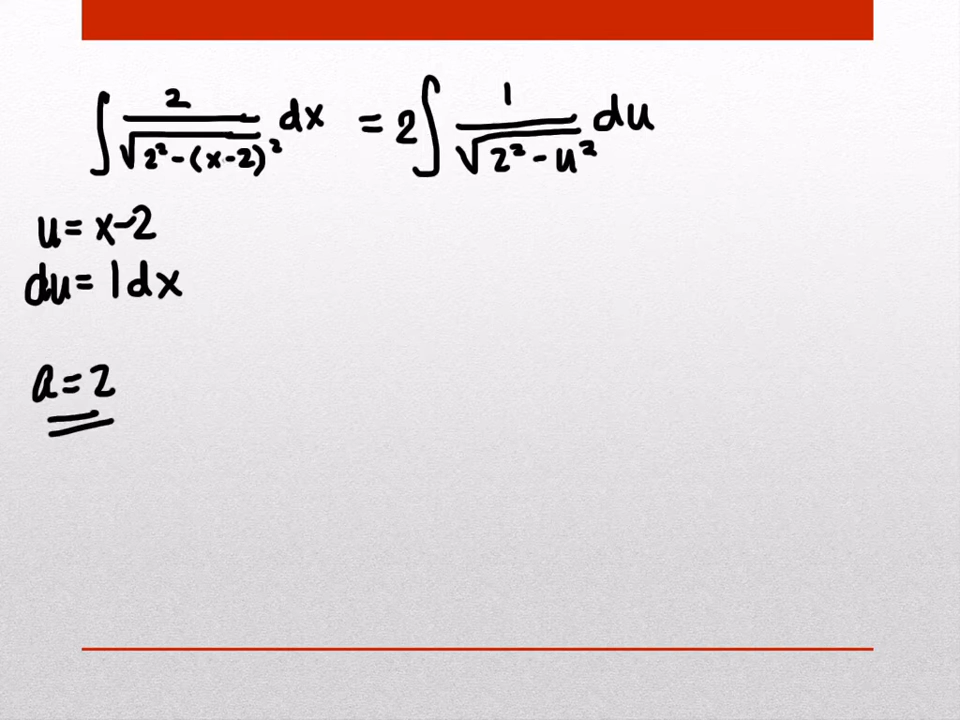 ∫ 2/√(2² - (x-2)²) dx = 2∫ 1/√(2² - u²) du
u = x-2
du = 1dx
a = 2